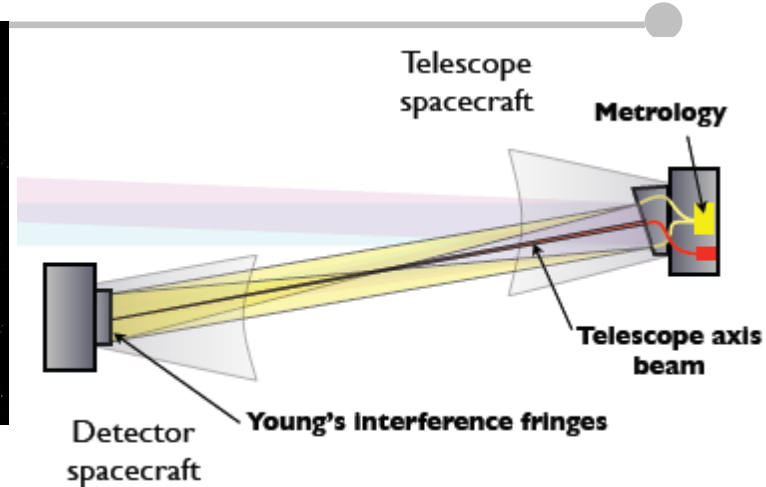 Telescope
spacecraft
Metrology
Telescope axis
beam
Young's interference fringes
Detector
spacecraft